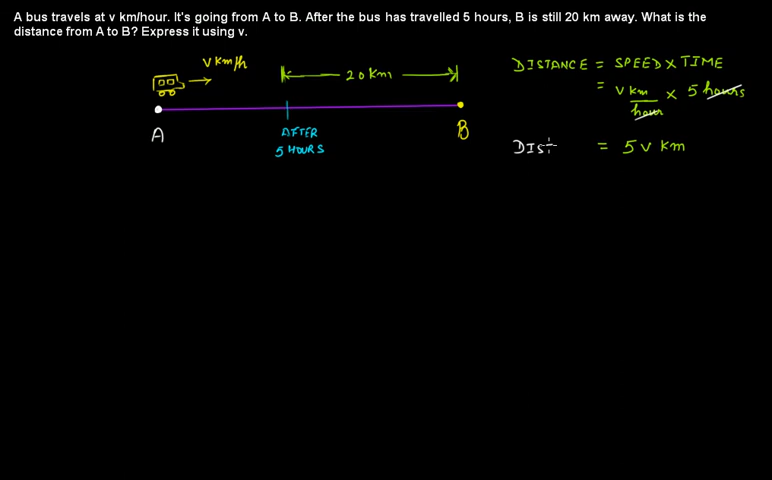 A bus travels at v km/hour. It's going from A to B. After the bus has travelled 5 hours, B is still 20 km away. What is the
distance from A to B? Express it using v.
V Km/h
20 Km
A
B
AFTER
5 HOURS
DISTANCE = SPEED X TIME
= V Km/hour X 5 hours
DIST = 5 V Km